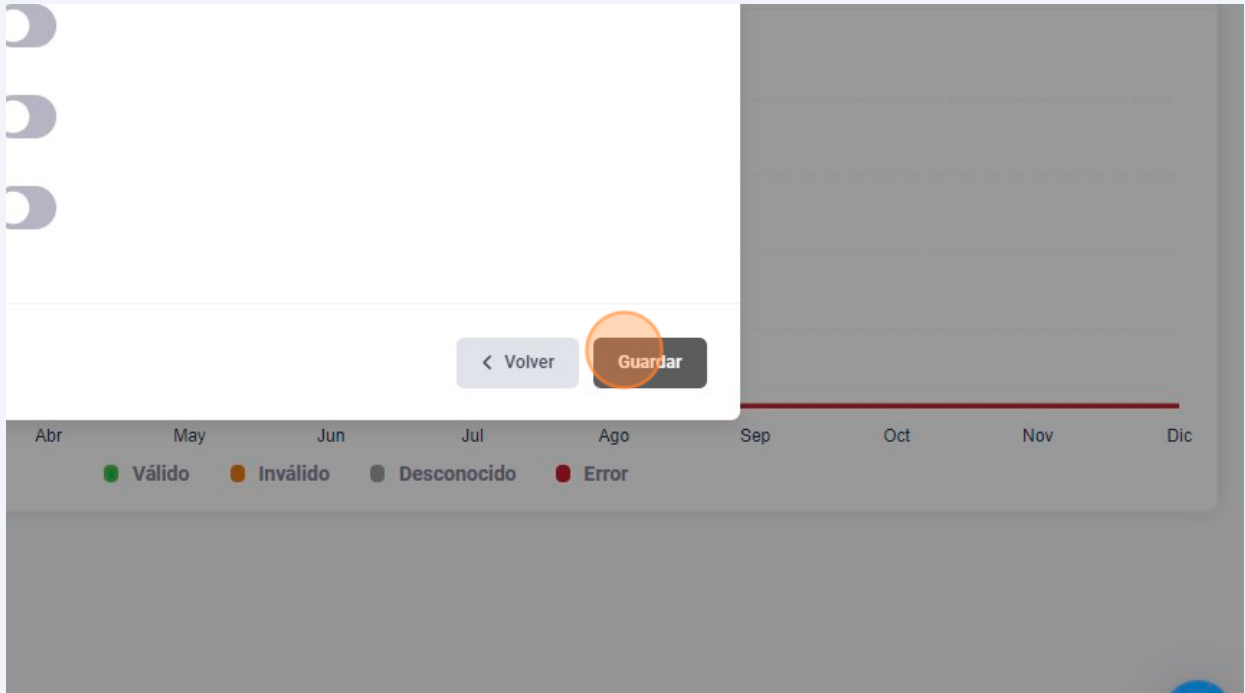 < Volver Guardar
Abr May Jun Jul Ago Sep Oct Nov Dic
Válido Inválido Desconocido Error